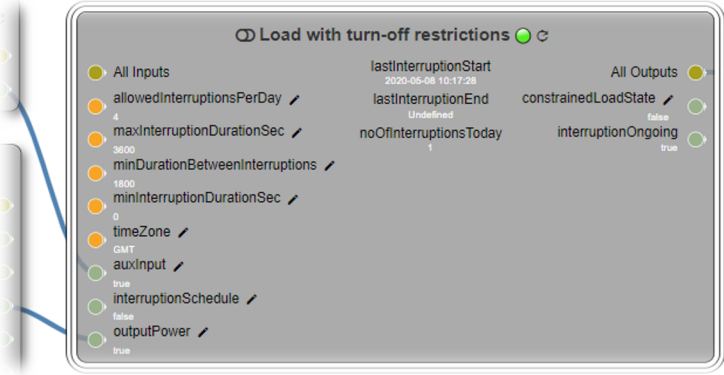 Load with turn-off restrictions
All Inputs
allowedInterruptionsPerDay
4
maxInterruptionDurationSec
3600
minDurationBetweenInterruptions
1800
minInterruptionDurationSec
0
timeZone
GMT
auxInput
true
interruptionSchedule
false
outputPower
true
lastInterruptionStart
2020-05-08 10:17:28
lastInterruptionEnd
Undefined
noOfInterruptionsToday
1
All Outputs
constrainedLoadState
false
interruptionOngoing
true